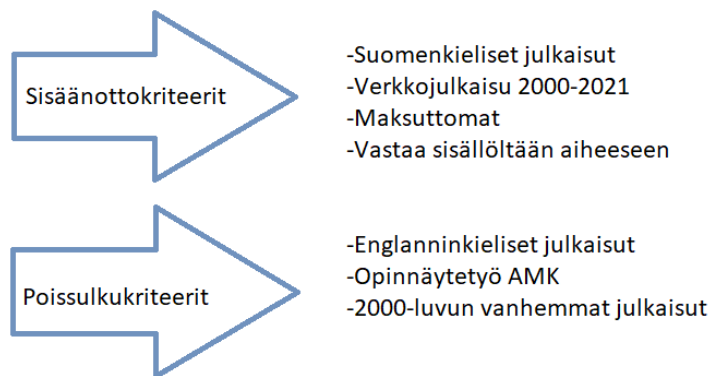 Sisäänottokriteerit
-Suomenkieliset julkaisut
-Verkkojulkaisu 2000-2021
-Maksuttomat
-Vastaa sisällöltään aiheeseen
Poissulkukriteerit
-Englanninkieliset julkaisut
-Opinnäytetyö AMK
-2000-luvun vanhemmat julkaisut